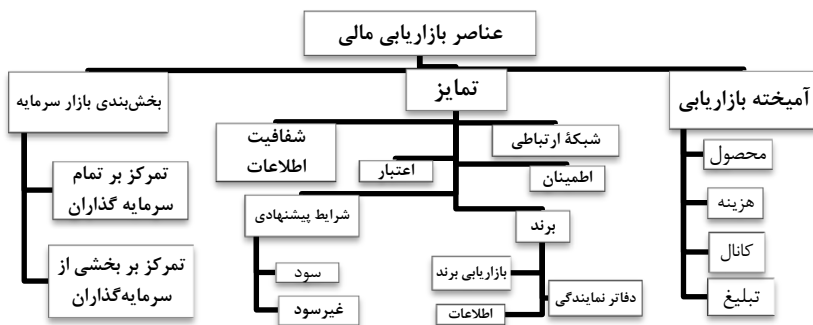 عناصر بازاریابی مالی
آمیخته بازاریابی
محصول
هزینه
کانال
تبلیغ
تمایز
شبکهٔ ارتباطی
شفافیت
اطلاعات
اطمینان
اعتبار
برند
بازاریابی برند
دفاتر نمایندگی
اطلاعات
شرایط پیشنهادی
سود
غیرسود
بخش‌بندی بازار سرمایه
تمرکز بر تمام
سرمایه گذاران
تمرکز بر بخشی از
سرمایه‌گذاران